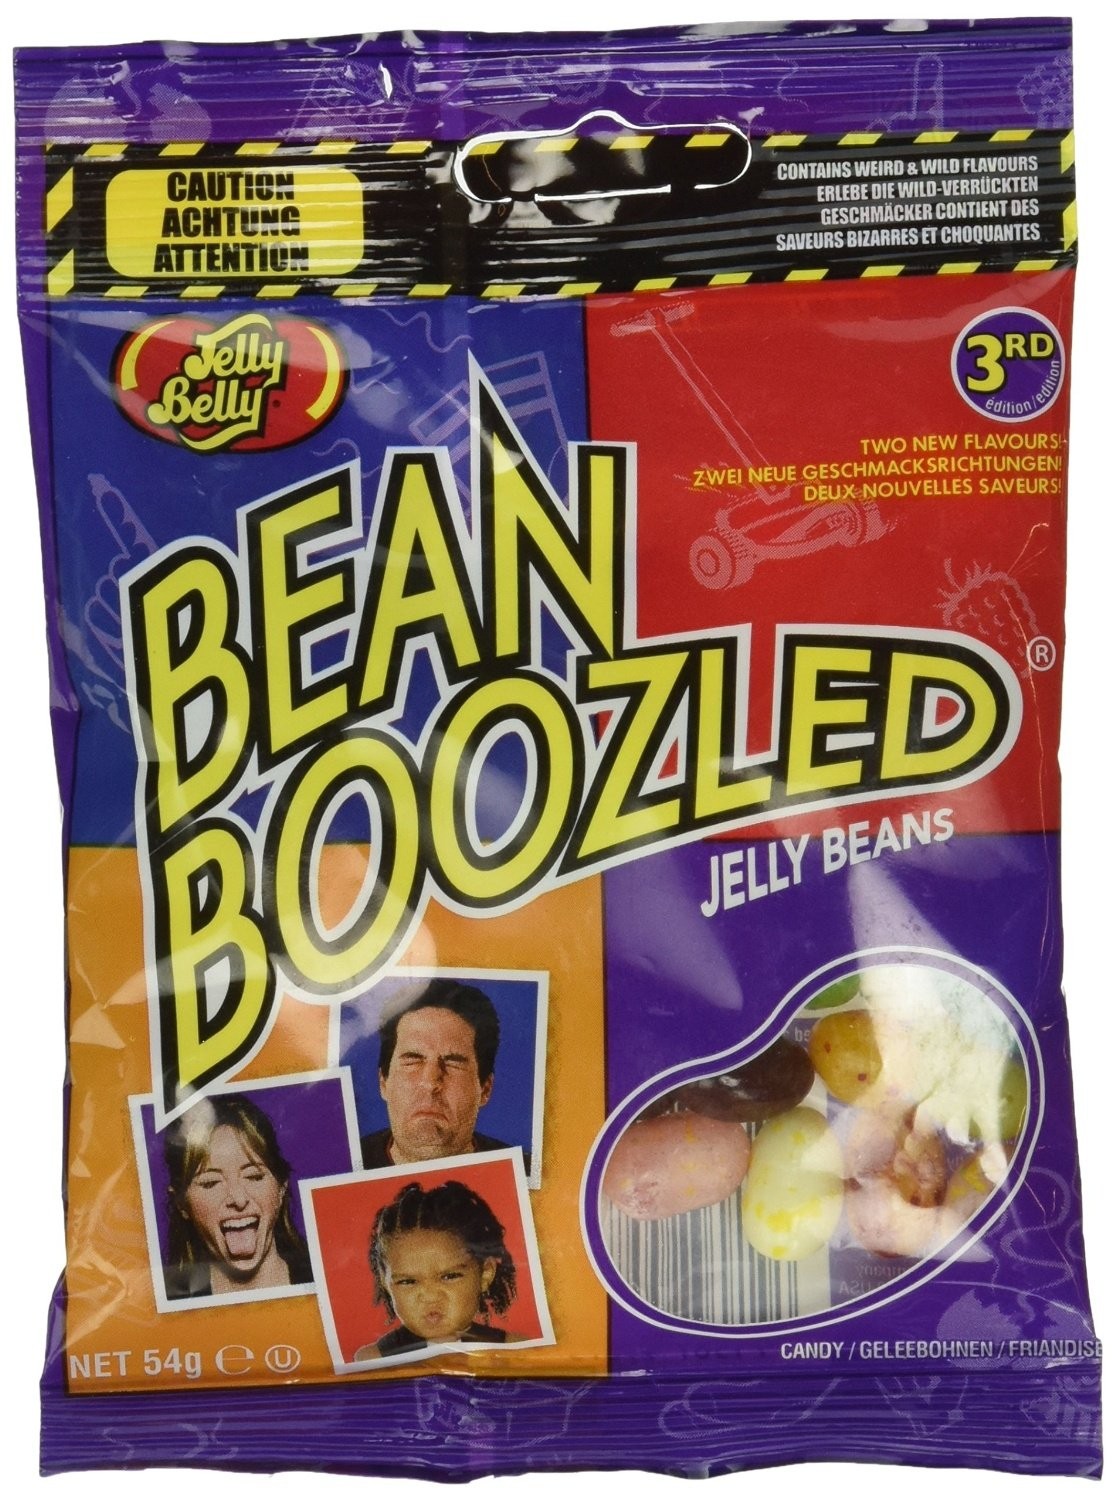 CAUTION
ACHTUNG
ATTENTION
CONTAINS WEIRD & WILD FLAVOURS
ERLEBE DIE WILD-VERRÜCKTEN
GESCHMÄCKER CONTIENT DES
SAVEURS BIZARRES ET CHOQUANTES
Jelly
Belly
3RD
édition/edition
TWO NEW FLAVOURS!
ZWEI NEUE GESCHMACKSRICHTUNGEN!
DEUX NOUVELLES SAVEURS!
BEAN
BOOZLED®
JELLY BEANS
NET 54g ℮ Ⓤ
CANDY / GELEEBOHNEN / FRIANDISE